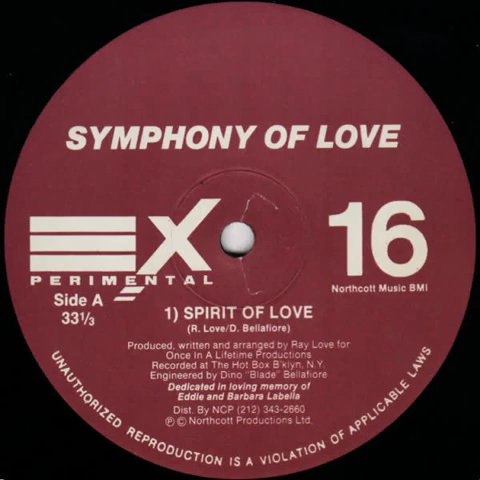 SYMPHONY OF LOVE
EX
PERIMENTAL
16
Northcott Music BMI
Side A
33⅓
1) SPIRIT OF LOVE
(R. Love/D. Bellafiore)
Produced, written and arranged by Ray Love for
Once In A Lifetime Productions
Recorded at The Hot Box B'klyn, N.Y.
Engineered by Dino "Blade" Bellafiore
Dedicated in loving memory of
Eddie and Barbara Labella
Dist. By NCP (212) 343-2660
Ⓟ © Northcott Productions Ltd.
UNAUTHORIZED REPRODUCTION IS A VIOLATION OF APPLICABLE LAWS